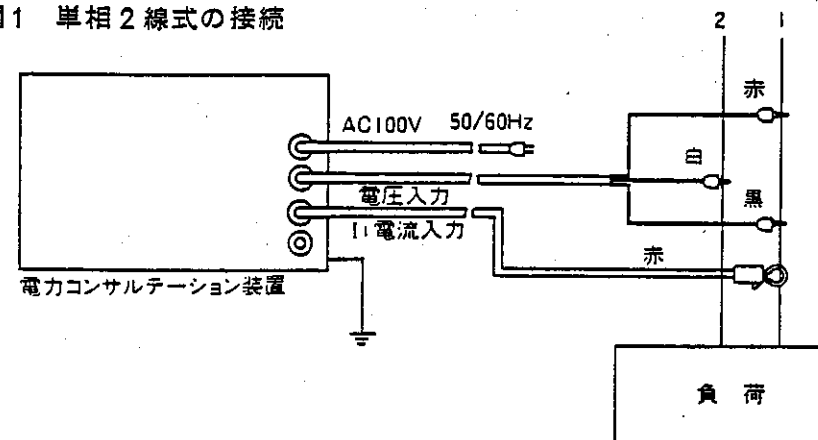 図1 単相2線式の接続
2 1
赤
AC100V 50/60Hz
白
電圧入力
黒
I₁電流入力
赤
電力コンサルテーション装置
負荷